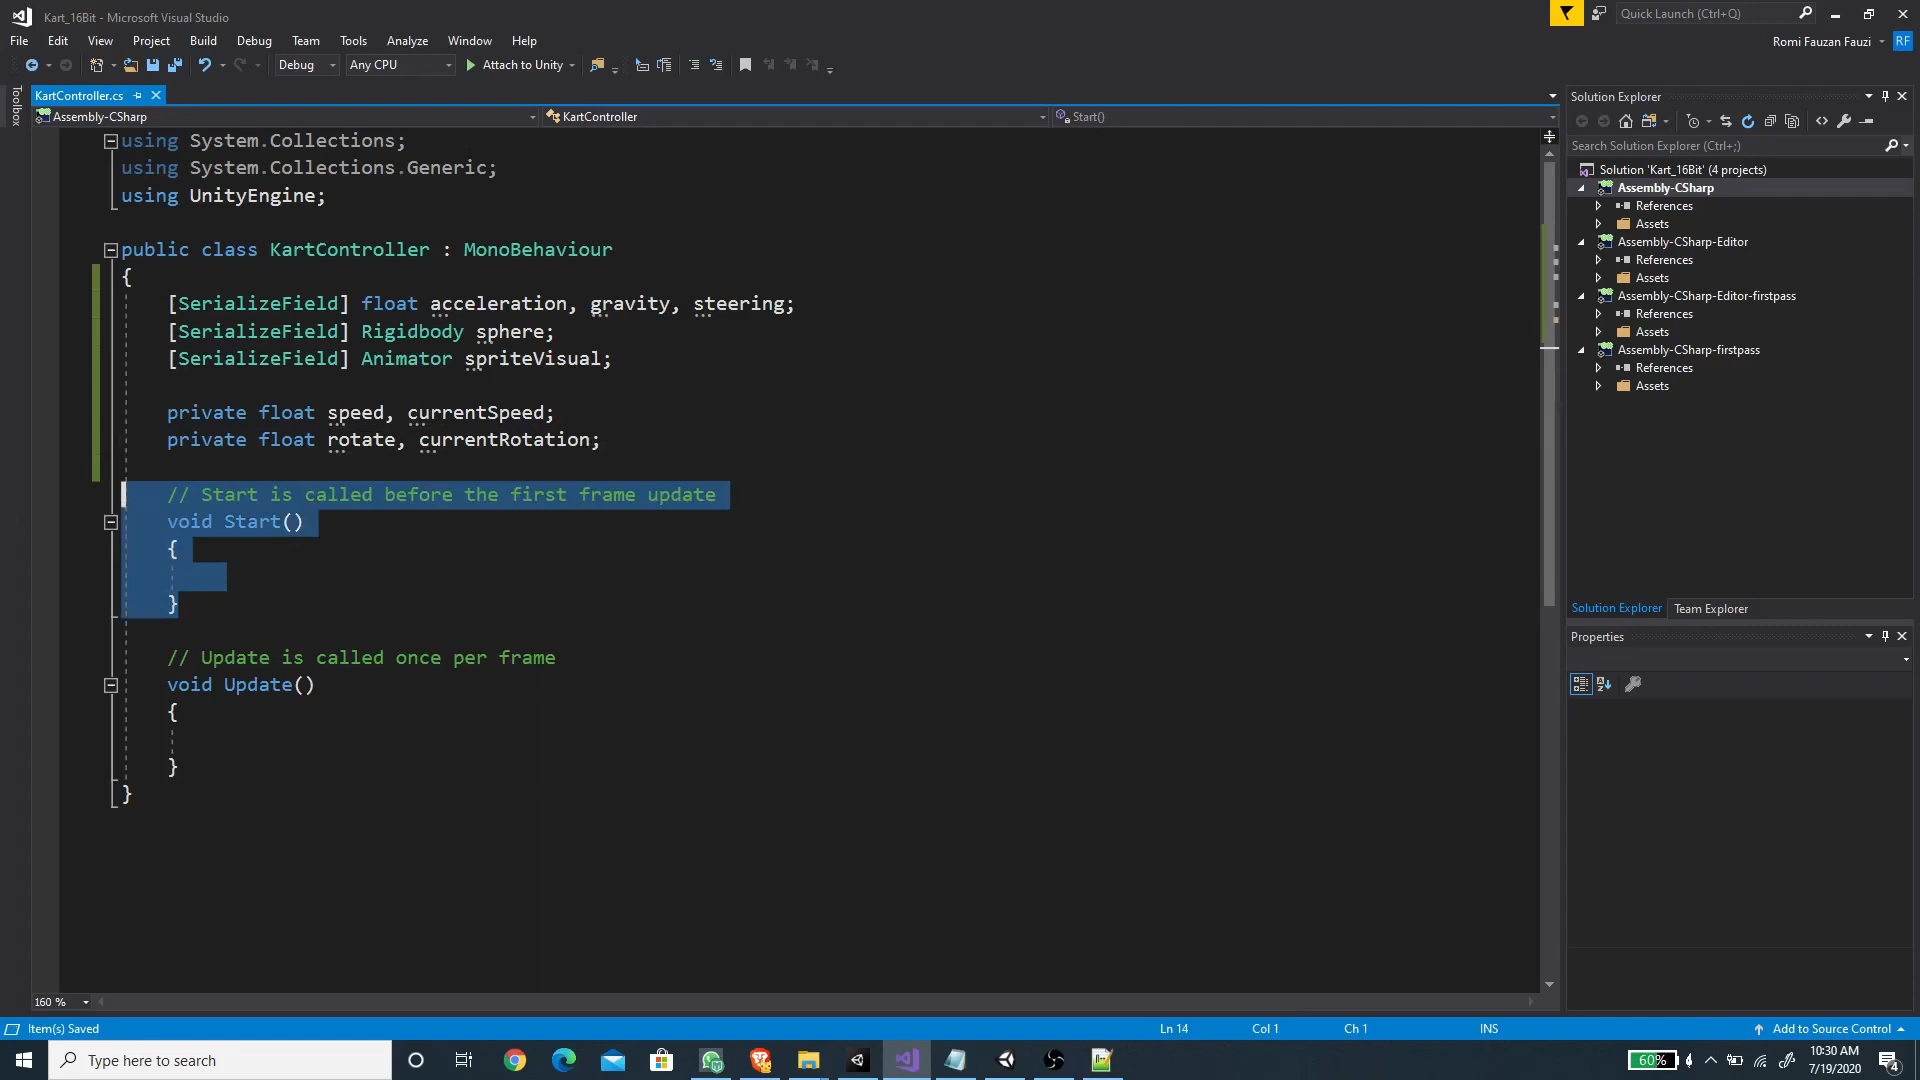 Kart_16Bit - Microsoft Visual Studio
Quick Launch (Ctrl+Q)
File Edit View Project Build Debug Team Tools Analyze Window Help
Romi Fauzan Fauzi
RF
Debug
Any CPU
Attach to Unity
Toolbox
KartController.cs
Assembly-CSharp
KartController
Start()
using System.Collections;
using System.Collections.Generic;
using UnityEngine;
public class KartController : MonoBehaviour
{
[SerializeField] float acceleration, gravity, steering;
[SerializeField] Rigidbody sphere;
[SerializeField] Animator spriteVisual;
private float speed, currentSpeed;
private float rotate, currentRotation;
// Start is called before the first frame update
void Start()
{
}
// Update is called once per frame
void Update()
{
}
}
160 %
Solution Explorer
Search Solution Explorer (Ctrl+;)
Solution 'Kart_16Bit' (4 projects)
Assembly-CSharp
References
Assets
Assembly-CSharp-Editor
References
Assets
Assembly-CSharp-Editor-firstpass
References
Assets
Assembly-CSharp-firstpass
References
Assets
Solution Explorer Team Explorer
Properties
Item(s) Saved
Ln 14
Col 1
Ch 1
INS
Add to Source Control
Type here to search
60%
10:30 AM
7/19/2020
4